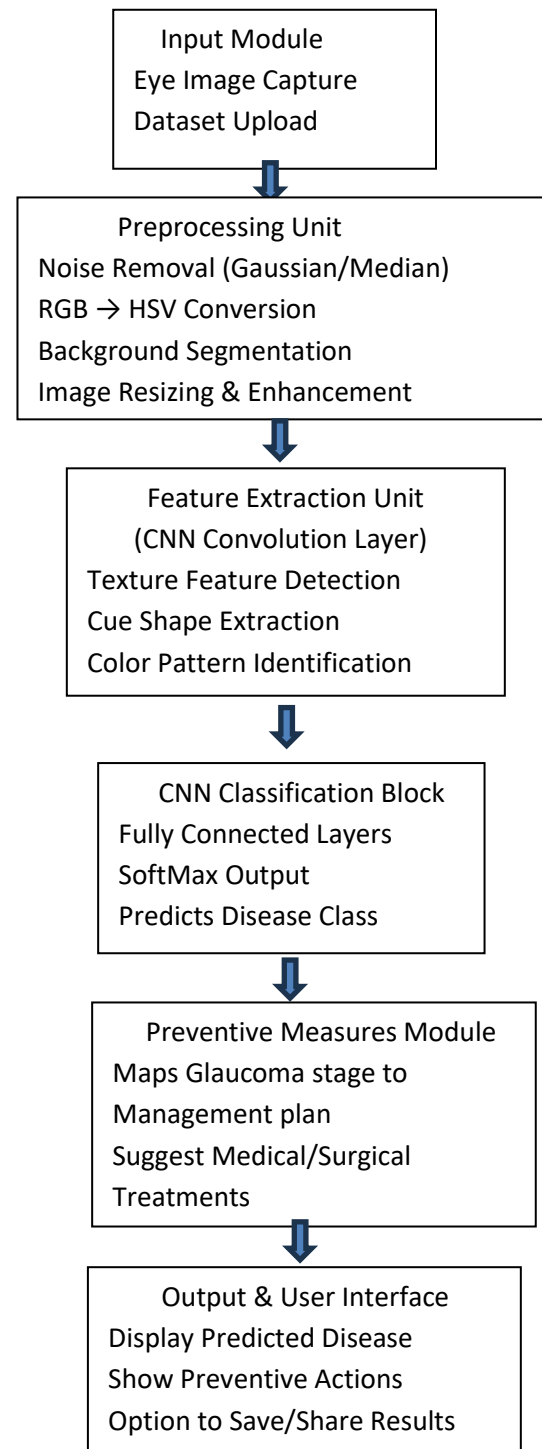 Input Module
Eye Image Capture
Dataset Upload
Preprocessing Unit
Noise Removal (Gaussian/Median)
RGB → HSV Conversion
Background Segmentation
Image Resizing & Enhancement
Feature Extraction Unit
(CNN Convolution Layer)
Texture Feature Detection
Cue Shape Extraction
Color Pattern Identification
CNN Classification Block
Fully Connected Layers
SoftMax Output
Predicts Disease Class
Preventive Measures Module
Maps Glaucoma stage to
Management plan
Suggest Medical/Surgical
Treatments
Output & User Interface
Display Predicted Disease
Show Preventive Actions
Option to Save/Share Results